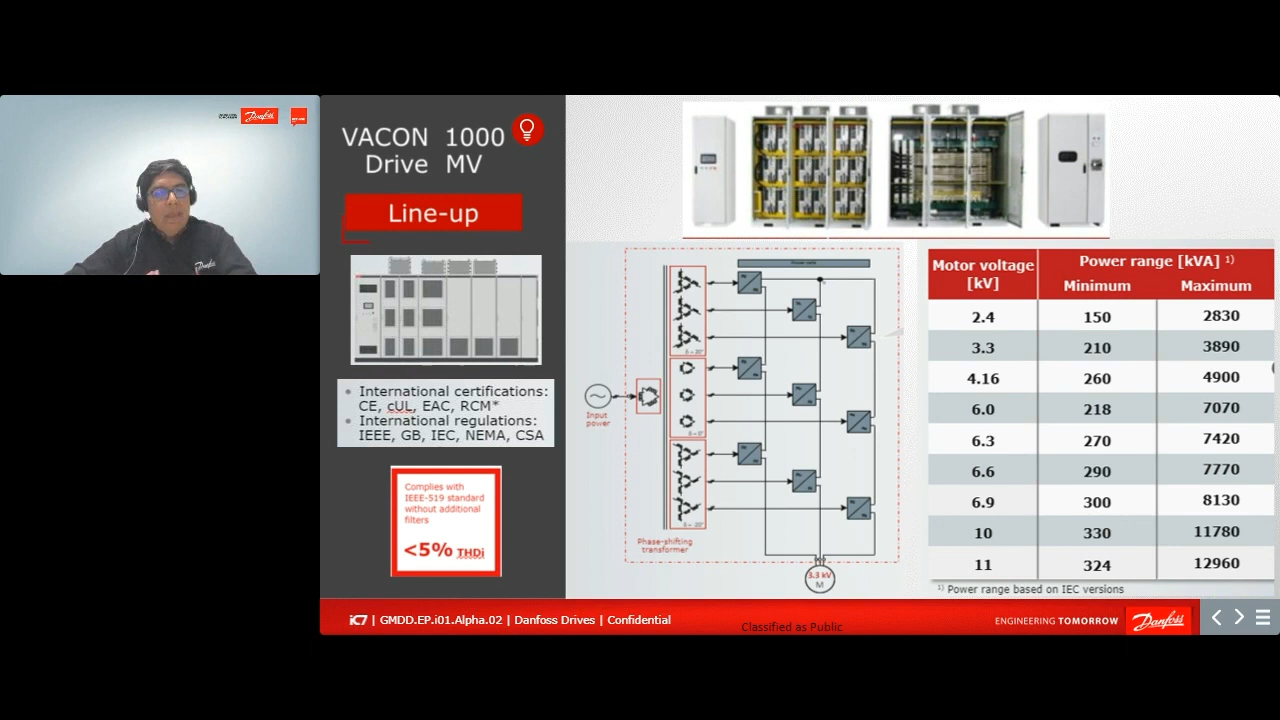 Danfoss
VACON 1000
Drive MV
Line-up
International certifications:
CE, cUL, EAC, RCM*
International regulations:
IEEE, GB, IEC, NEMA, CSA
Complies with
IEEE-519 standard
without additional
filters
<5% THDi
Input
power
Phase-shifting
transformer
3.3 kV
M
Motor voltage
[kV]
Power range [kVA] 1)
Minimum Maximum
2.4 150 2830
3.3 210 3890
4.16 260 4900
6.0 218 7070
6.3 270 7420
6.6 290 7770
6.9 300 8130
10 330 11780
11 324 12960
1) Power range based on IEC versions
iC7 | GMDD.EP.i01.Alpha.02 | Danfoss Drives | Confidential
Classified as Public
ENGINEERING TOMORROW
Danfoss